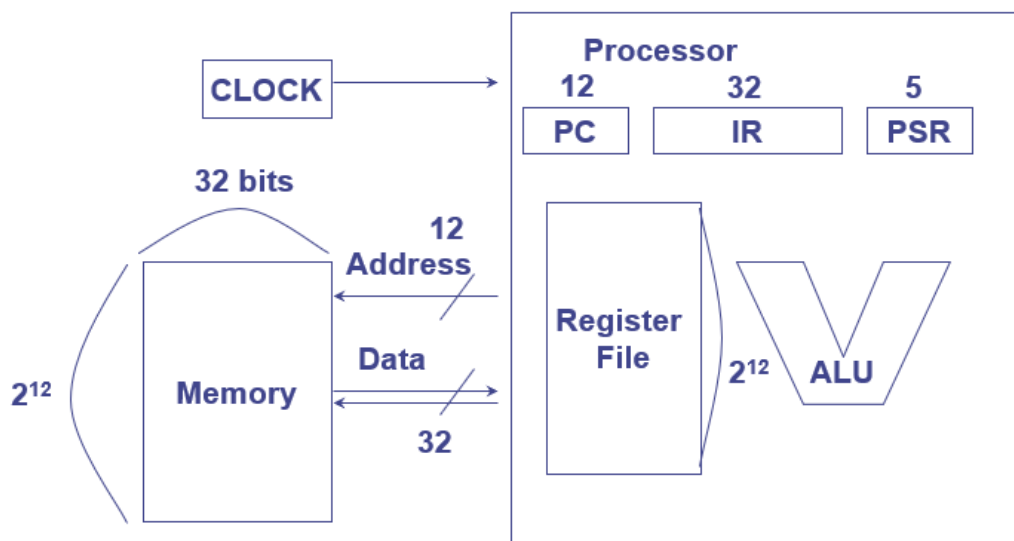 Processor
CLOCK
12
32
5
PC
IR
PSR
32 bits
12
Address
Register
File
Data
2¹²
Memory
2¹²
ALU
32